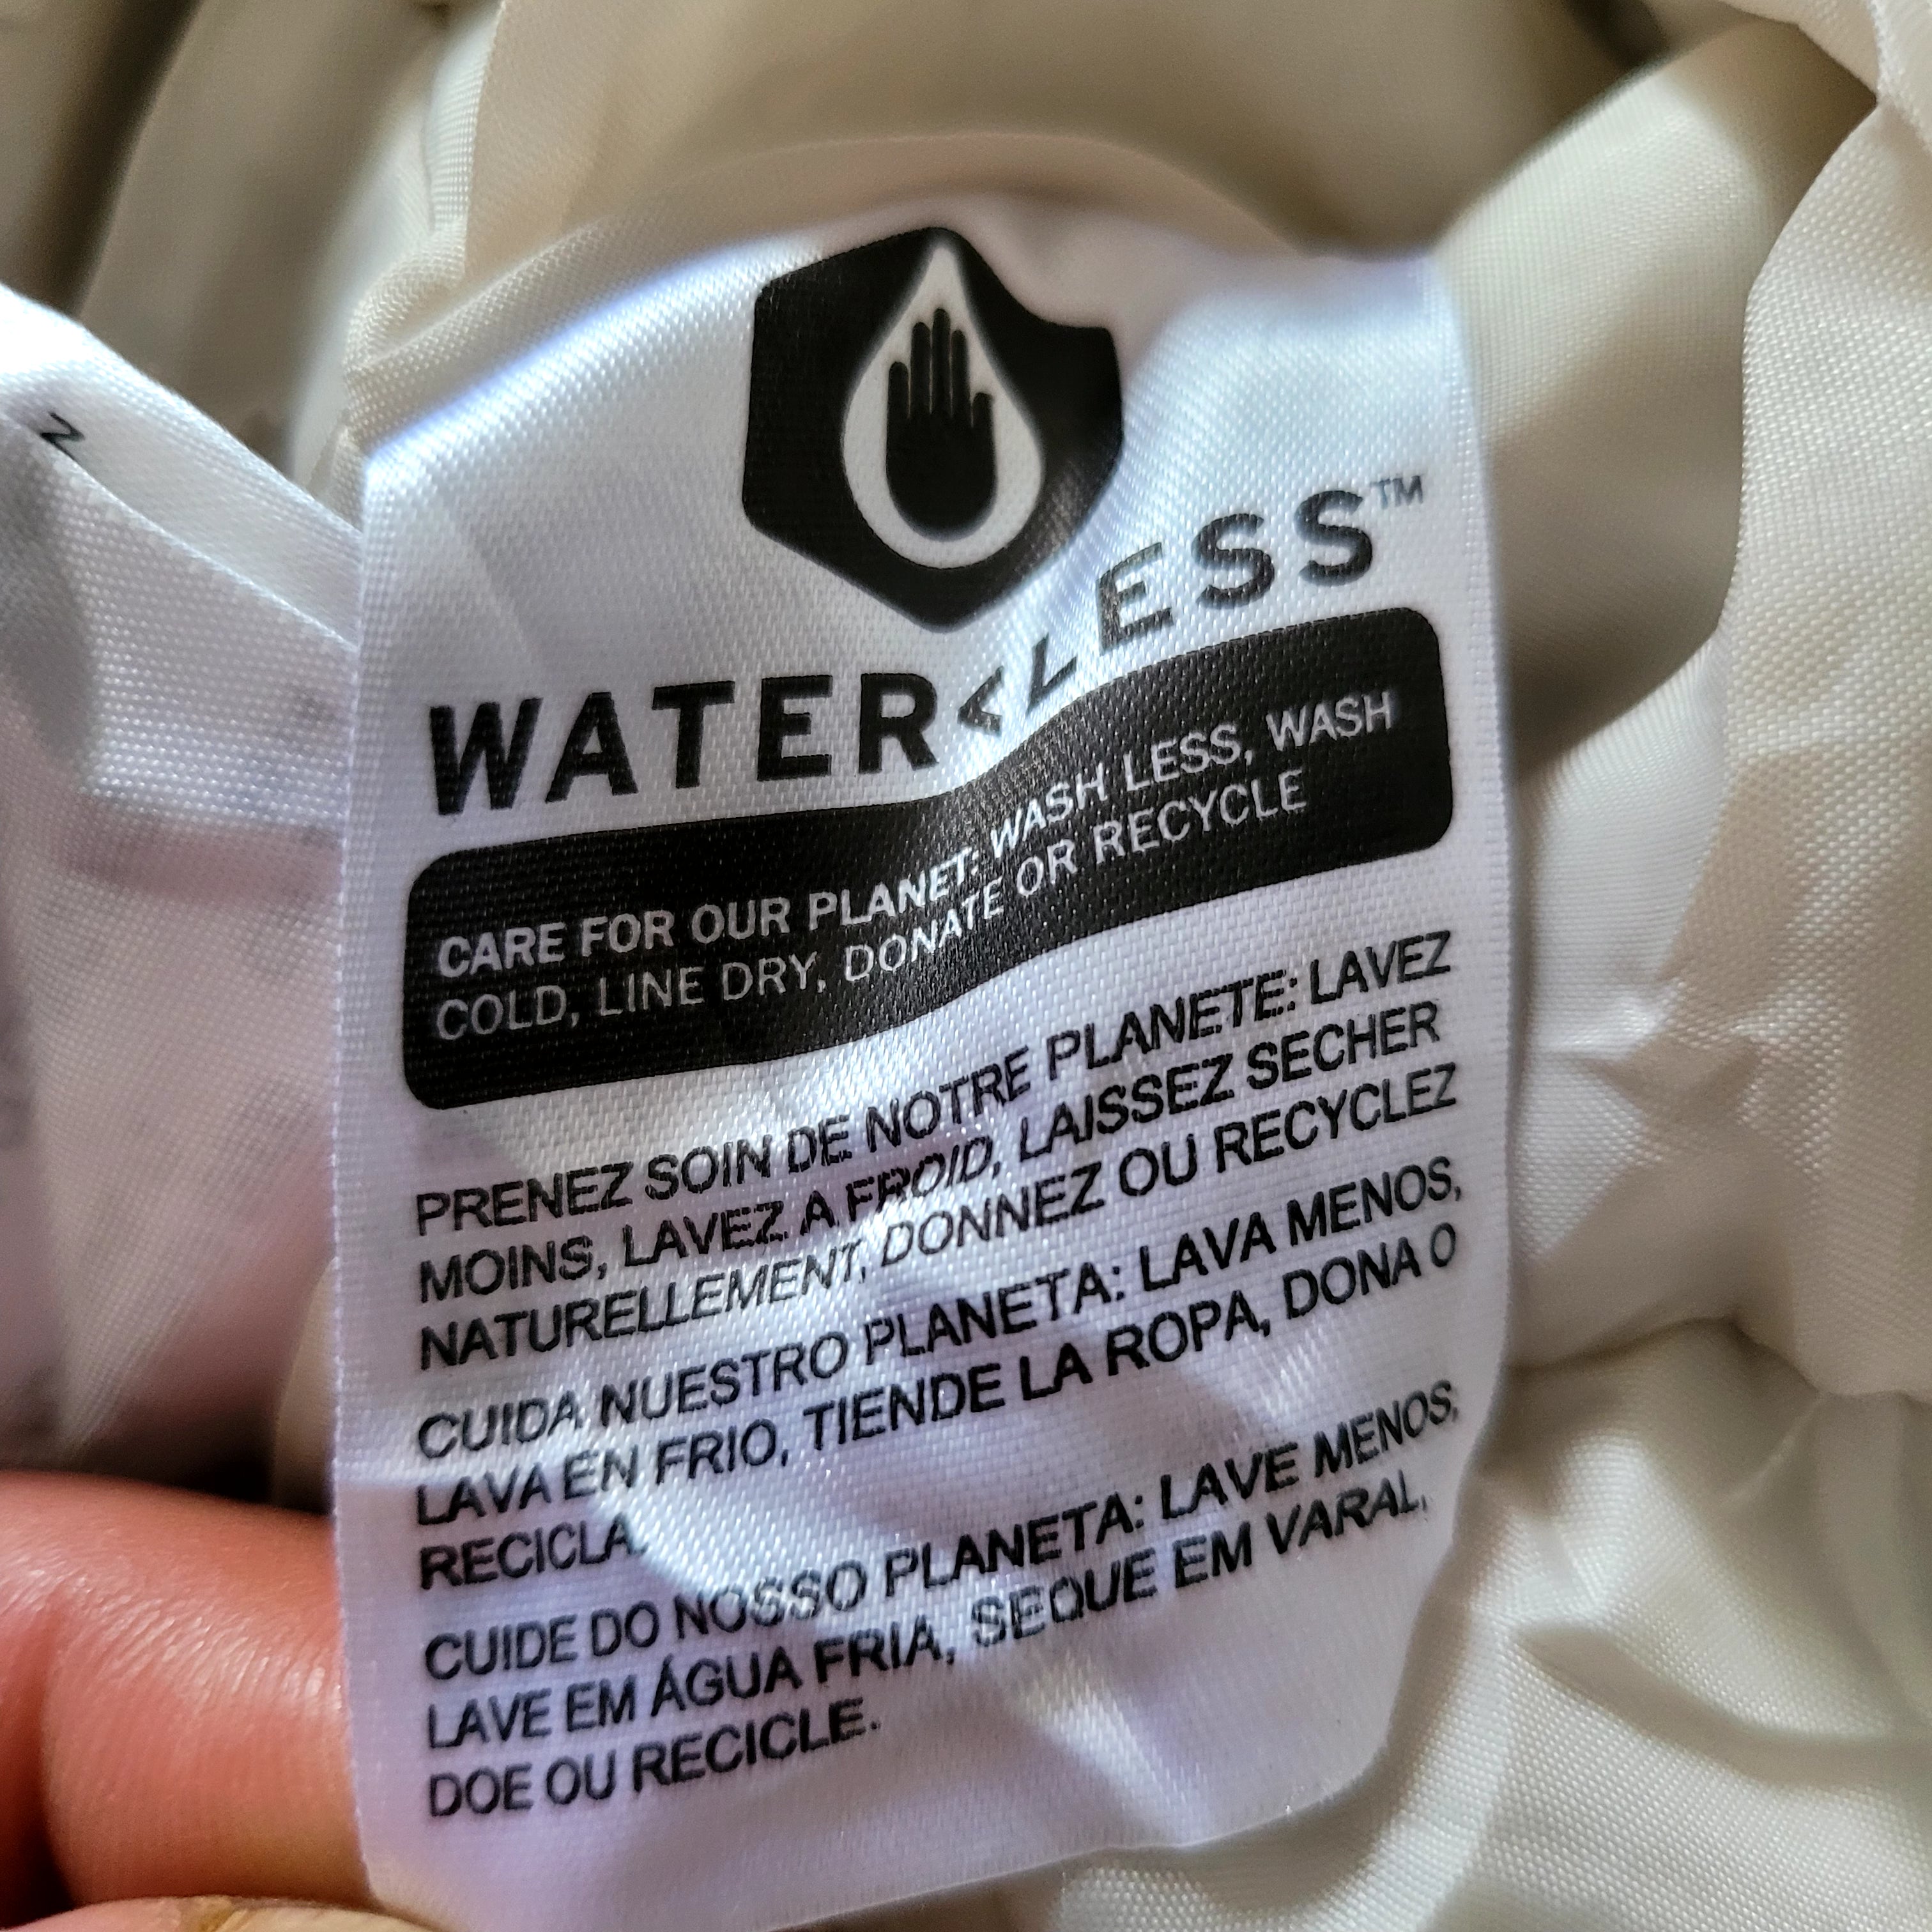 WATER<LESS™
CARE FOR OUR PLANET: WASH LESS, WASH
COLD, LINE DRY, DONATE OR RECYCLE
PRENEZ SOIN DE NOTRE PLANETE: LAVEZ
MOINS, LAVEZ A FROID, LAISSEZ SECHER
NATURELLEMENT, DONNEZ OU RECYCLEZ
CUIDA NUESTRO PLANETA: LAVA MENOS,
LAVA EN FRIO, TIENDE LA ROPA, DONA O
RECICLA.
CUIDE DO NOSSO PLANETA: LAVE MENOS,
LAVE EM ÁGUA FRIA, SEQUE EM VARAL,
DOE OU RECICLE.